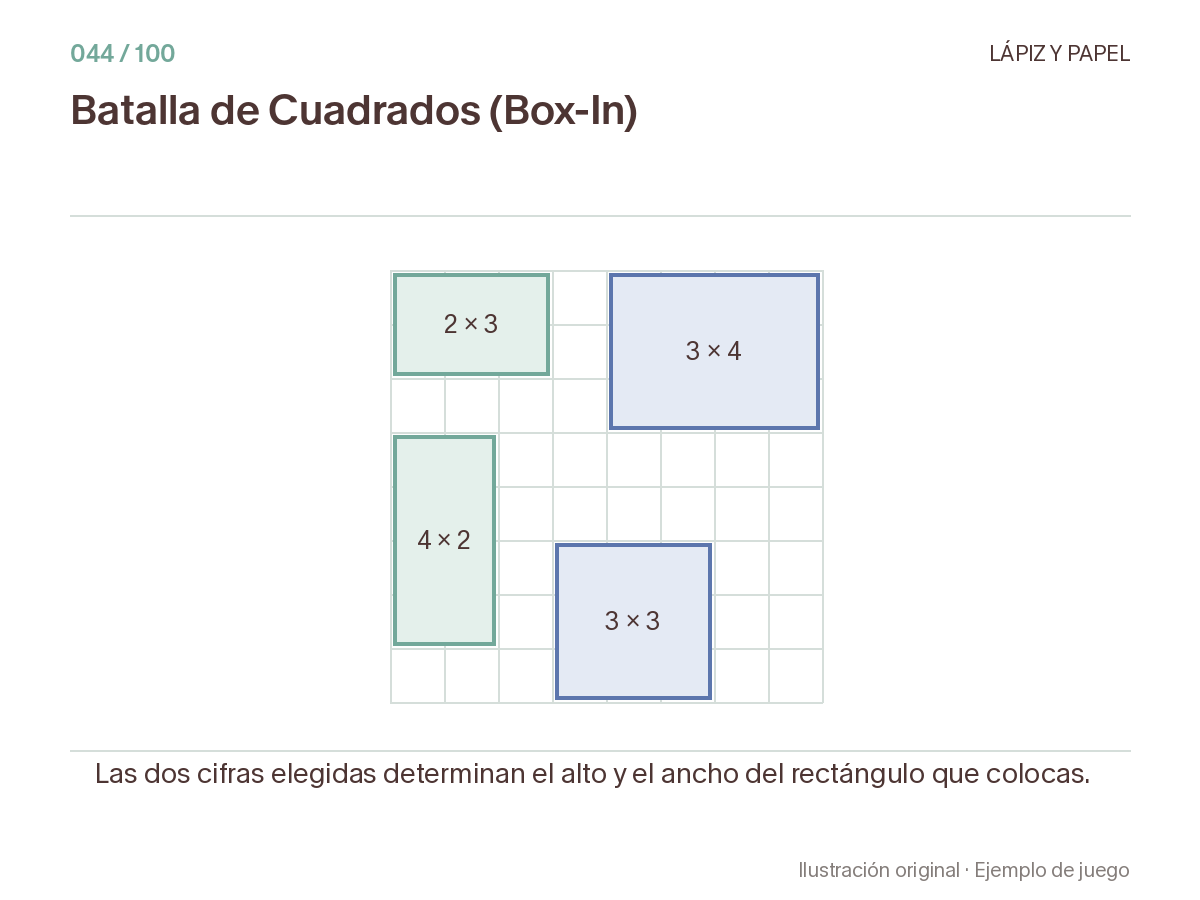 044 / 100
LÁPIZ Y PAPEL
Batalla de Cuadrados (Box-In)
2 × 3
3 × 4
4 × 2
3 × 3
Las dos cifras elegidas determinan el alto y el ancho del rectángulo que colocas.
Ilustración original · Ejemplo de juego